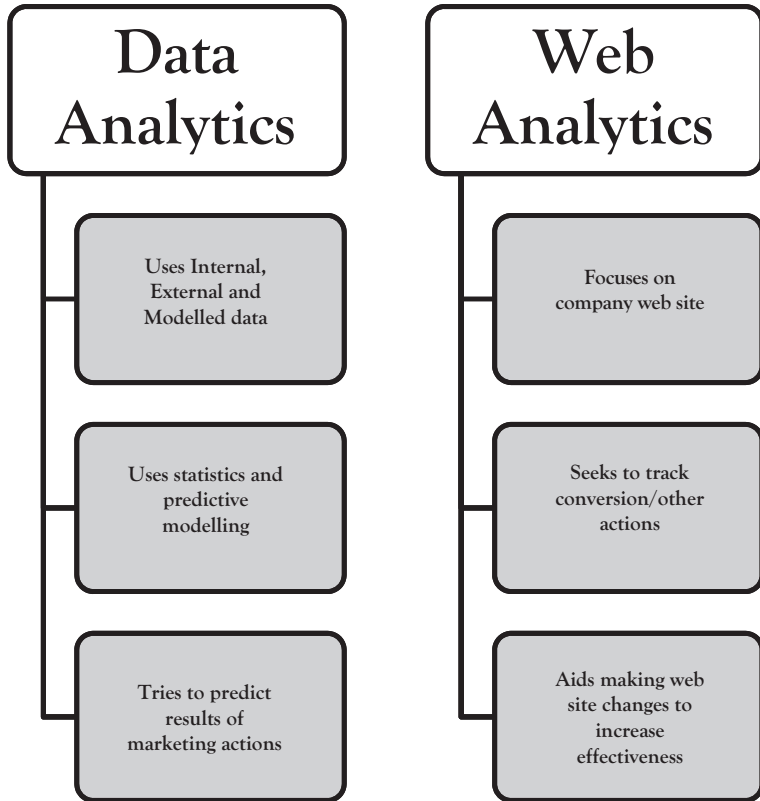 Data
Analytics
Uses Internal,
External and
Modelled data
Uses statistics and
predictive
modelling
Tries to predict
results of
marketing actions
Web
Analytics
Focuses on
company web site
Seeks to track
conversion/other
actions
Aids making web
site changes to
increase
effectiveness